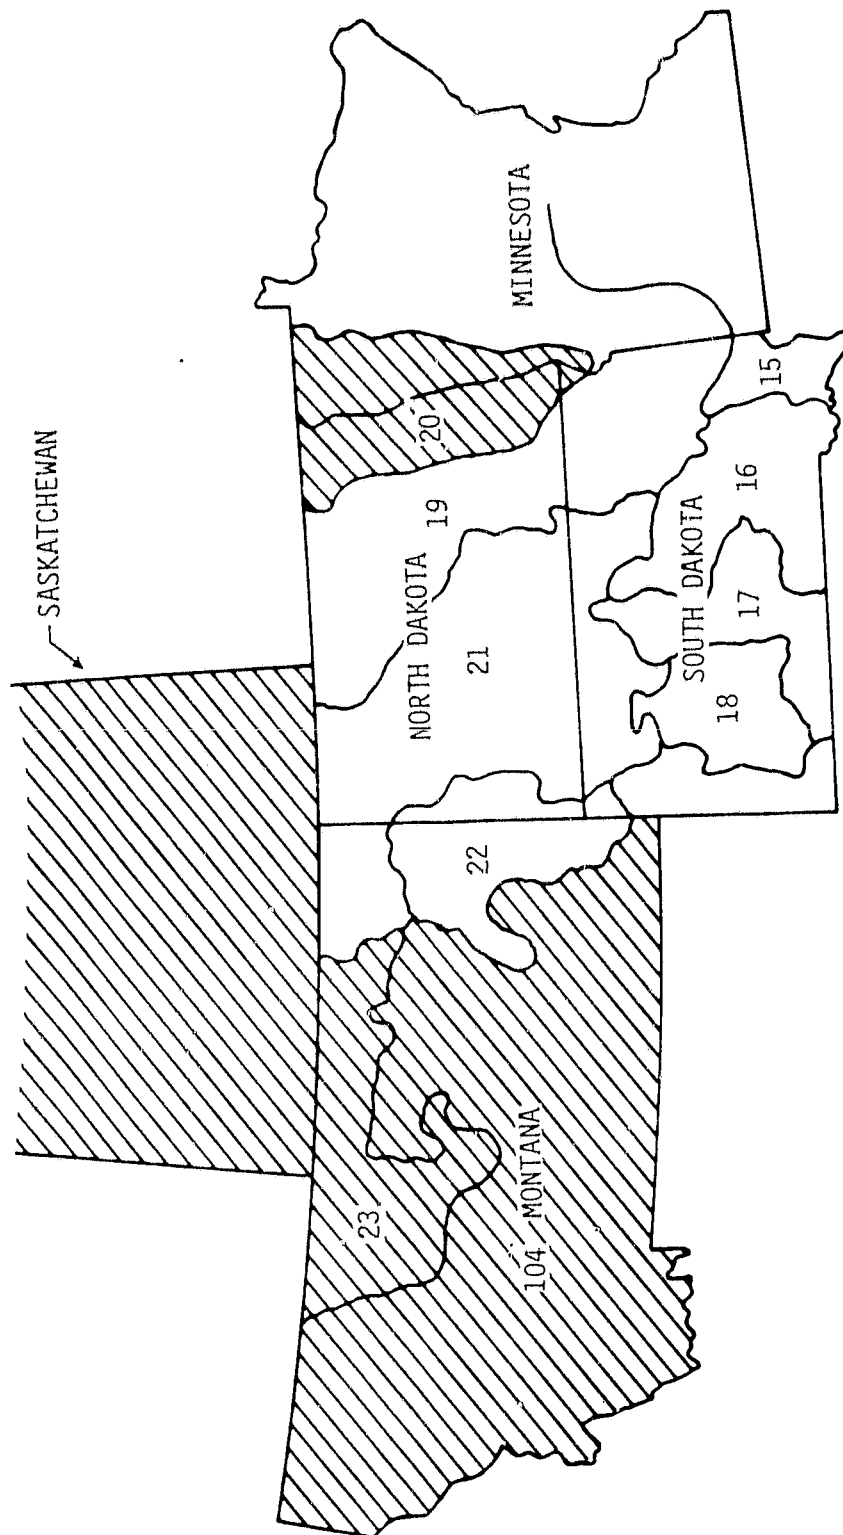 SASKATCHEWAN
MINNESOTA
NORTH DAKOTA
SOUTH DAKOTA
104 MONTANA
23
22
21
20
19
18
17
16
15